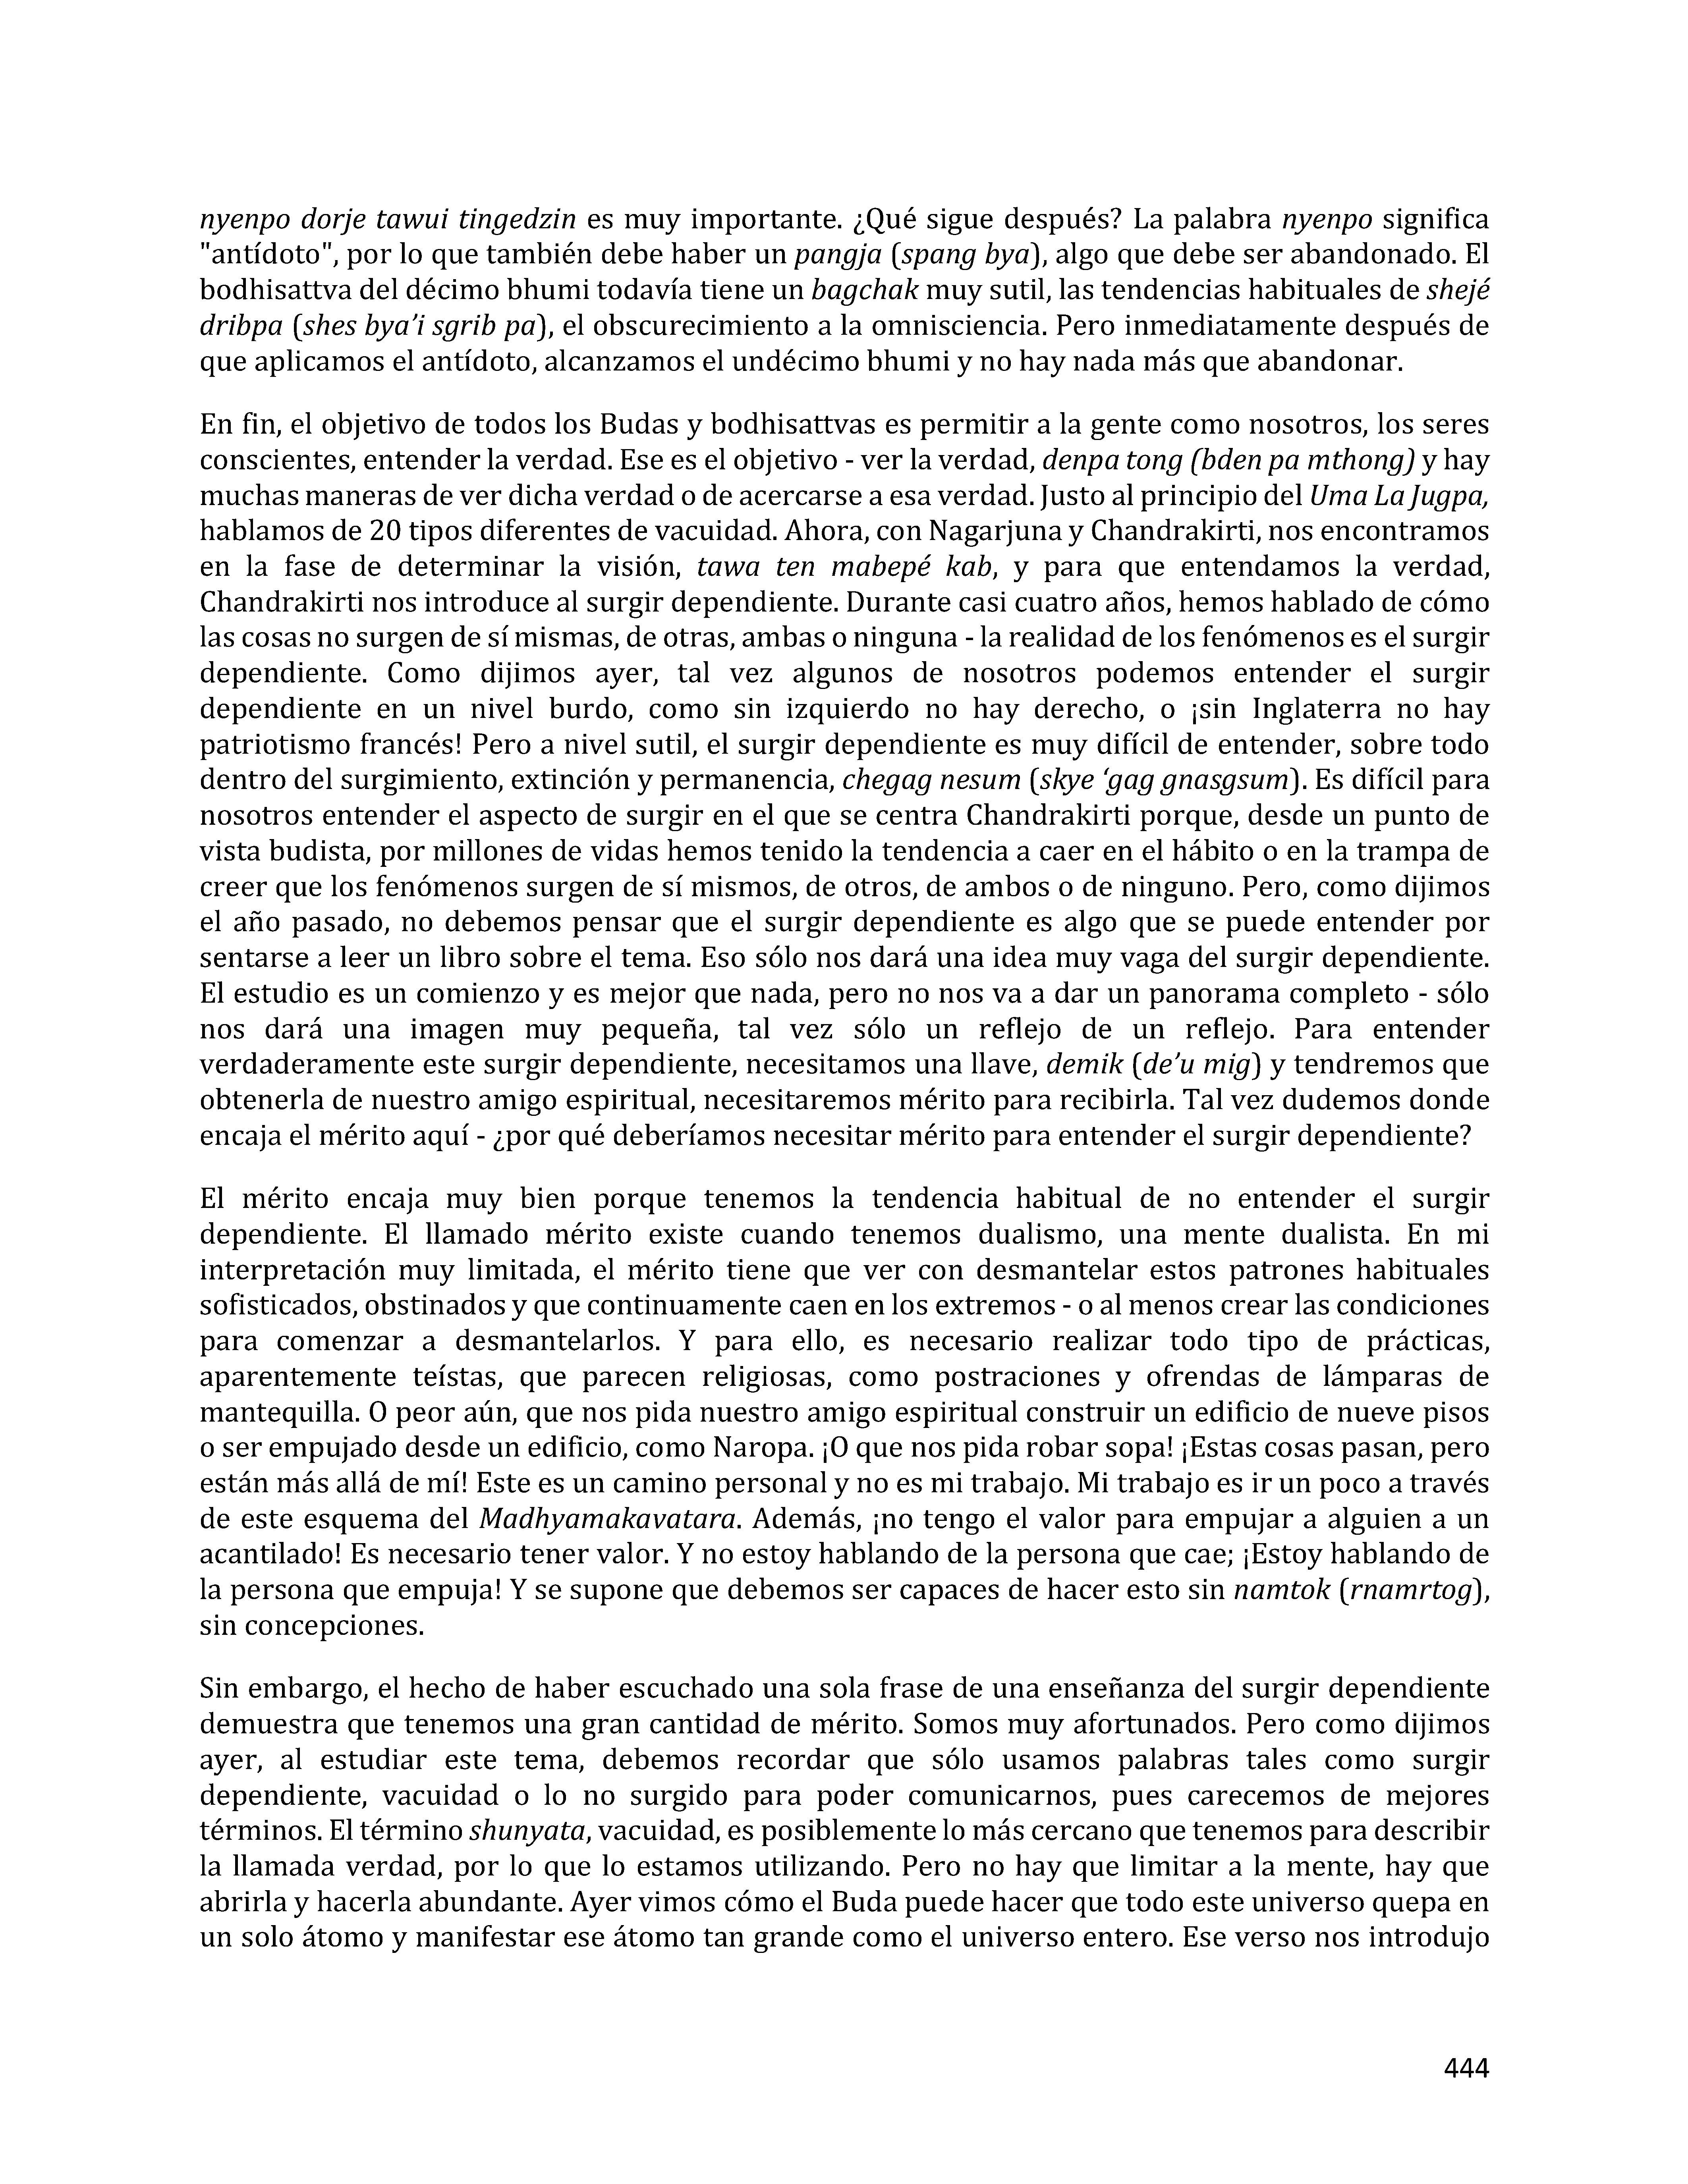 nyenpo dorje tawui tingedzin es muy importante. ¿Qué sigue después? La palabra nyenpo significa
"antídoto", por lo que también debe haber un pangja (spang bya), algo que debe ser abandonado. El
bodhisattva del décimo bhumi todavía tiene un bagchak muy sutil, las tendencias habituales de shejé
dribpa (shes bya’i sgrib pa), el obscurecimiento a la omnisciencia. Pero inmediatamente después de
que aplicamos el antídoto, alcanzamos el undécimo bhumi y no hay nada más que abandonar.
En fin, el objetivo de todos los Budas y bodhisattvas es permitir a la gente como nosotros, los seres
conscientes, entender la verdad. Ese es el objetivo - ver la verdad, denpa tong (bden pa mthong) y hay
muchas maneras de ver dicha verdad o de acercarse a esa verdad. Justo al principio del Uma La Jugpa,
hablamos de 20 tipos diferentes de vacuidad. Ahora, con Nagarjuna y Chandrakirti, nos encontramos
en la fase de determinar la visión, tawa ten mabepé kab, y para que entendamos la verdad,
Chandrakirti nos introduce al surgir dependiente. Durante casi cuatro años, hemos hablado de cómo
las cosas no surgen de sí mismas, de otras, ambas o ninguna - la realidad de los fenómenos es el surgir
dependiente. Como dijimos ayer, tal vez algunos de nosotros podemos entender el surgir
dependiente en un nivel burdo, como sin izquierdo no hay derecho, o ¡sin Inglaterra no hay
patriotismo francés! Pero a nivel sutil, el surgir dependiente es muy difícil de entender, sobre todo
dentro del surgimiento, extinción y permanencia, chegag nesum (skye ‘gag gnasgsum). Es difícil para
nosotros entender el aspecto de surgir en el que se centra Chandrakirti porque, desde un punto de
vista budista, por millones de vidas hemos tenido la tendencia a caer en el hábito o en la trampa de
creer que los fenómenos surgen de sí mismos, de otros, de ambos o de ninguno. Pero, como dijimos
el año pasado, no debemos pensar que el surgir dependiente es algo que se puede entender por
sentarse a leer un libro sobre el tema. Eso sólo nos dará una idea muy vaga del surgir dependiente.
El estudio es un comienzo y es mejor que nada, pero no nos va a dar un panorama completo - sólo
nos dará una imagen muy pequeña, tal vez sólo un reflejo de un reflejo. Para entender
verdaderamente este surgir dependiente, necesitamos una llave, demik (de’u mig) y tendremos que
obtenerla de nuestro amigo espiritual, necesitaremos mérito para recibirla. Tal vez dudemos donde
encaja el mérito aquí - ¿por qué deberíamos necesitar mérito para entender el surgir dependiente?
El mérito encaja muy bien porque tenemos la tendencia habitual de no entender el surgir
dependiente. El llamado mérito existe cuando tenemos dualismo, una mente dualista. En mi
interpretación muy limitada, el mérito tiene que ver con desmantelar estos patrones habituales
sofisticados, obstinados y que continuamente caen en los extremos - o al menos crear las condiciones
para comenzar a desmantelarlos. Y para ello, es necesario realizar todo tipo de prácticas,
aparentemente teístas, que parecen religiosas, como postraciones y ofrendas de lámparas de
mantequilla. O peor aún, que nos pida nuestro amigo espiritual construir un edificio de nueve pisos
o ser empujado desde un edificio, como Naropa. ¡O que nos pida robar sopa! ¡Estas cosas pasan, pero
están más allá de mí! Este es un camino personal y no es mi trabajo. Mi trabajo es ir un poco a través
de este esquema del Madhyamakavatara. Además, ¡no tengo el valor para empujar a alguien a un
acantilado! Es necesario tener valor. Y no estoy hablando de la persona que cae; ¡Estoy hablando de
la persona que empuja! Y se supone que debemos ser capaces de hacer esto sin namtok (rnamrtog),
sin concepciones.
Sin embargo, el hecho de haber escuchado una sola frase de una enseñanza del surgir dependiente
demuestra que tenemos una gran cantidad de mérito. Somos muy afortunados. Pero como dijimos
ayer, al estudiar este tema, debemos recordar que sólo usamos palabras tales como surgir
dependiente, vacuidad o lo no surgido para poder comunicarnos, pues carecemos de mejores
términos. El término shunyata, vacuidad, es posiblemente lo más cercano que tenemos para describir
la llamada verdad, por lo que lo estamos utilizando. Pero no hay que limitar a la mente, hay que
abrirla y hacerla abundante. Ayer vimos cómo el Buda puede hacer que todo este universo quepa en
un solo átomo y manifestar ese átomo tan grande como el universo entero. Ese verso nos introdujo
444